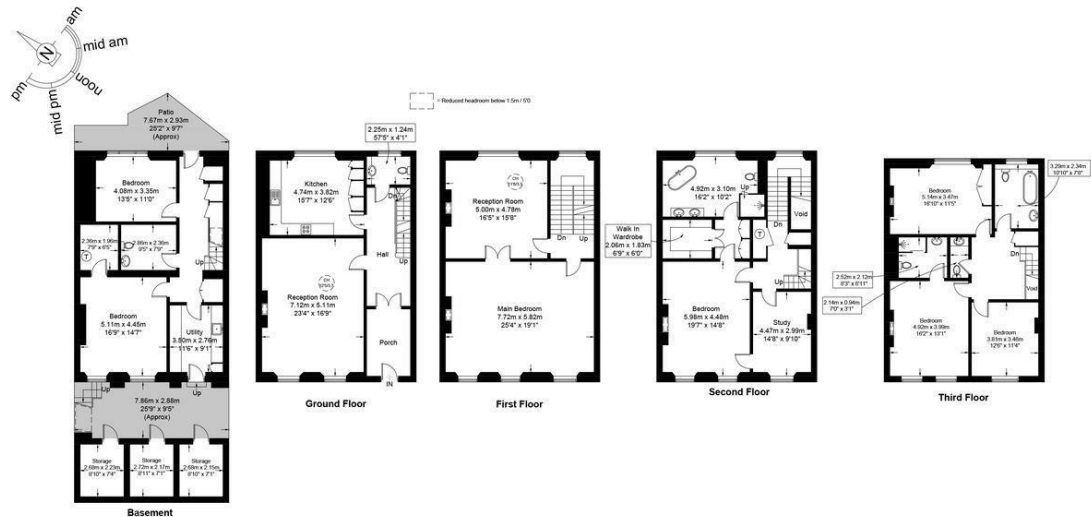 N
am
mid am
noon
mid pm
pm
= Reduced headroom below 1.5m / 5'0
Patio
7.67m x 2.93m
25'2" x 9'7"
(Approx)
Bedroom
4.08m x 3.35m
13'5" x 11'0"
2.36m x 1.96m
7'9" x 6'5"
T
2.86m x 2.36m
9'5" x 7'9"
Up
Bedroom
5.11m x 4.45m
16'9" x 14'7"
Utility
3.50m x 2.76m
11'6" x 9'1"
Up
Up
7.86m x 2.88m
25'9" x 9'5"
(Approx)
Storage
2.68m x 2.23m
8'10" x 7'4"
Storage
2.72m x 2.17m
8'11" x 7'1"
Storage
2.68m x 2.15m
8'10" x 7'1"
Basement
2.25m x 1.24m
57'5" x 4'1"
Kitchen
4.74m x 3.82m
15'7" x 12'6"
Dn
Hall
Up
CH
Reception Room
7.12m x 5.11m
23'4" x 16'9"
Porch
IN
Ground Floor
CH
Reception Room
5.00m x 4.78m
16'5" x 15'8"
Dn
Up
Main Bedroom
7.72m x 5.82m
25'4" x 19'1"
First Floor
4.92m x 3.10m
16'2" x 10'2"
Up
Void
Walk In
Wardrobe
2.06m x 1.83m
6'9" x 6'0"
T
Dn
Up
Bedroom
5.98m x 4.48m
19'7" x 14'8"
Study
4.47m x 2.99m
14'8" x 9'10"
Second Floor
3.29m x 2.34m
10'10" x 7'8"
Bedroom
5.14m x 3.47m
16'10" x 11'5"
2.52m x 2.12m
8'3" x 6'11"
Dn
Void
2.14m x 0.94m
7'0" x 3'1"
Bedroom
4.92m x 3.99m
16'2" x 13'1"
Bedroom
3.81m x 3.46m
12'6" x 11'4"
Third Floor